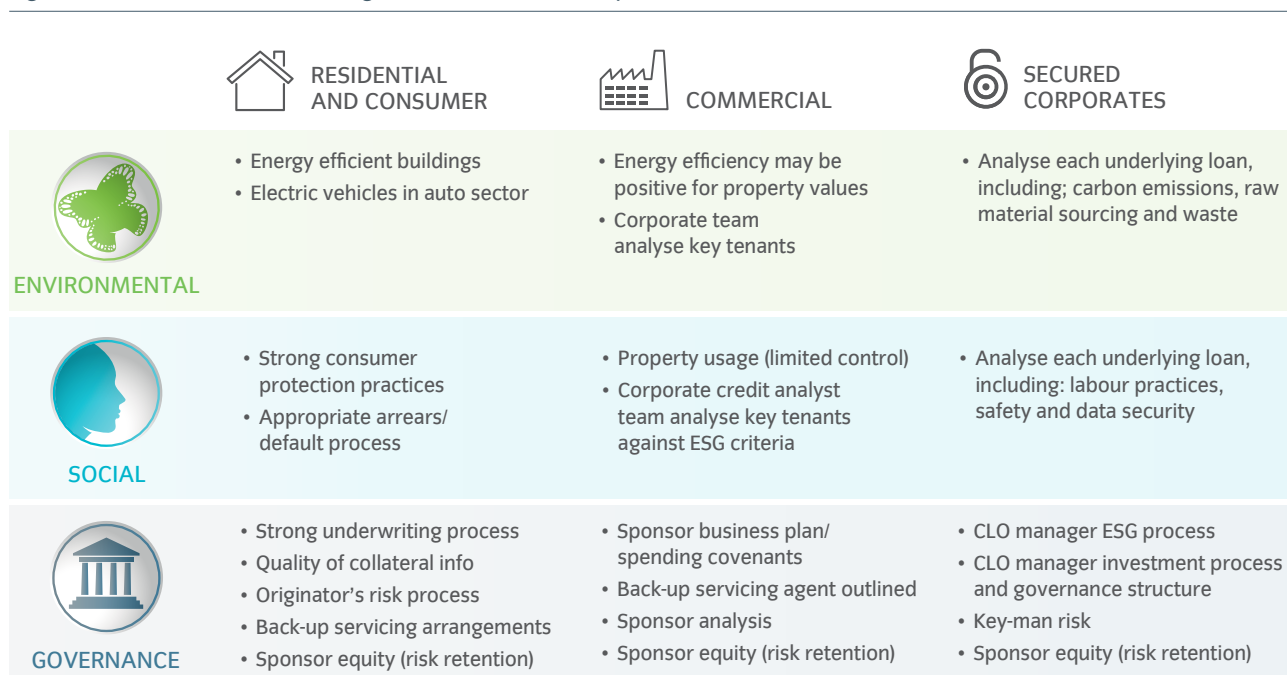 RESIDENTIAL
AND CONSUMER
COMMERCIAL
SECURED
CORPORATES
ENVIRONMENTAL
• Energy efficient buildings
• Electric vehicles in auto sector
• Energy efficiency may be
positive for property values
• Corporate team
analyse key tenants
• Analyse each underlying loan,
including; carbon emissions, raw
material sourcing and waste
SOCIAL
• Strong consumer
protection practices
• Appropriate arrears/
default process
• Property usage (limited control)
• Corporate credit analyst
team analyse key tenants
against ESG criteria
• Analyse each underlying loan,
including: labour practices,
safety and data security
GOVERNANCE
• Strong underwriting process
• Quality of collateral info
• Originator's risk process
• Back-up servicing arrangements
• Sponsor equity (risk retention)
• Sponsor business plan/
spending covenants
• Back-up servicing agent outlined
• Sponsor analysis
• Sponsor equity (risk retention)
• CLO manager ESG process
• CLO manager investment process
and governance structure
• Key-man risk
• Sponsor equity (risk retention)